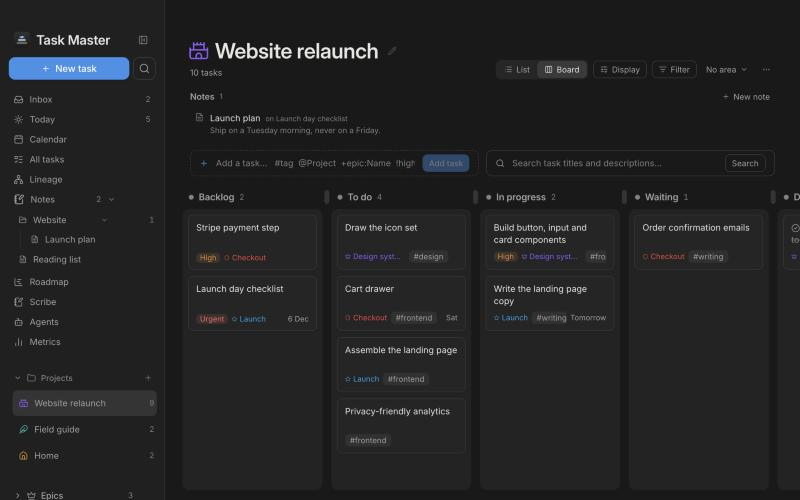 Task Master
+ New task
Inbox 2
Today 5
Calendar
All tasks
Lineage
Notes 2
Website 1
Launch plan
Reading list
Roadmap
Scribe
Agents
Metrics
Projects +
Website relaunch 9
Field guide 2
Home 2
Epics 3
Website relaunch
10 tasks
List Board Display Filter No area
Notes 1
+ New note
Launch plan on Launch day checklist
Ship on a Tuesday morning, never on a Friday.
+ Add a task... #tag @Project +epic:Name !high Add task
Search task titles and descriptions... Search
Backlog 2
Stripe payment step
High Checkout
Launch day checklist
Urgent Launch 6 Dec
To do 4
Draw the icon set
Design syst... #design
Cart drawer
Checkout #frontend Sat
Assemble the landing page
Launch #frontend
Privacy-friendly analytics
#frontend
In progress 2
Build button, input and
card components
High Design syst... #fro
Write the landing page
copy
Launch #writing Tomorrow
Waiting 1
Order confirmation emails
Checkout #writing
D
to